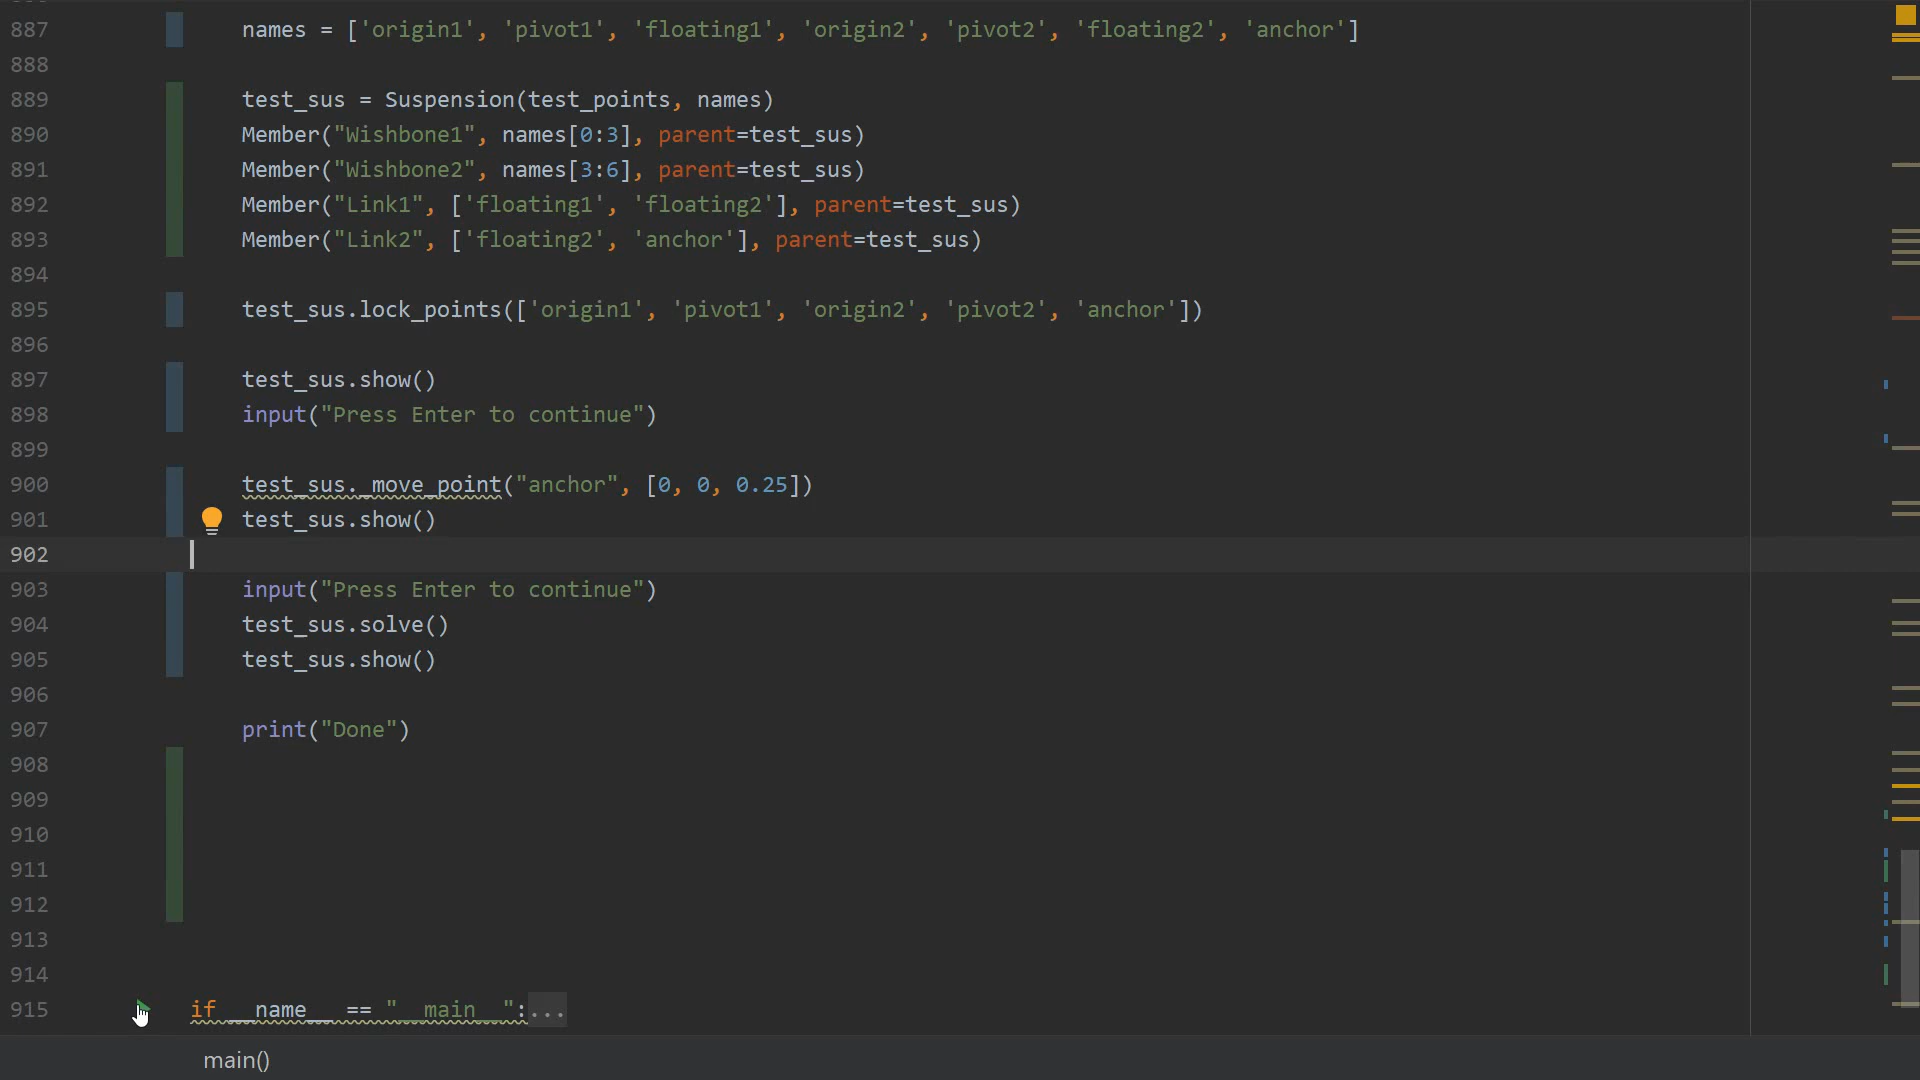 887 names = ['origin1', 'pivot1', 'floating1', 'origin2', 'pivot2', 'floating2', 'anchor']
888
889 test_sus = Suspension(test_points, names)
890 Member("Wishbone1", names[0:3], parent=test_sus)
891 Member("Wishbone2", names[3:6], parent=test_sus)
892 Member("Link1", ['floating1', 'floating2'], parent=test_sus)
893 Member("Link2", ['floating2', 'anchor'], parent=test_sus)
894
895 test_sus.lock_points(['origin1', 'pivot1', 'origin2', 'pivot2', 'anchor'])
896
897 test_sus.show()
898 input("Press Enter to continue")
899
900 test_sus._move_point("anchor", [0, 0, 0.25])
901 test_sus.show()
902
903 input("Press Enter to continue")
904 test_sus.solve()
905 test_sus.show()
906
907 print("Done")
908
909
910
911
912
913
914
915 if __name__ == "__main__":...
main()